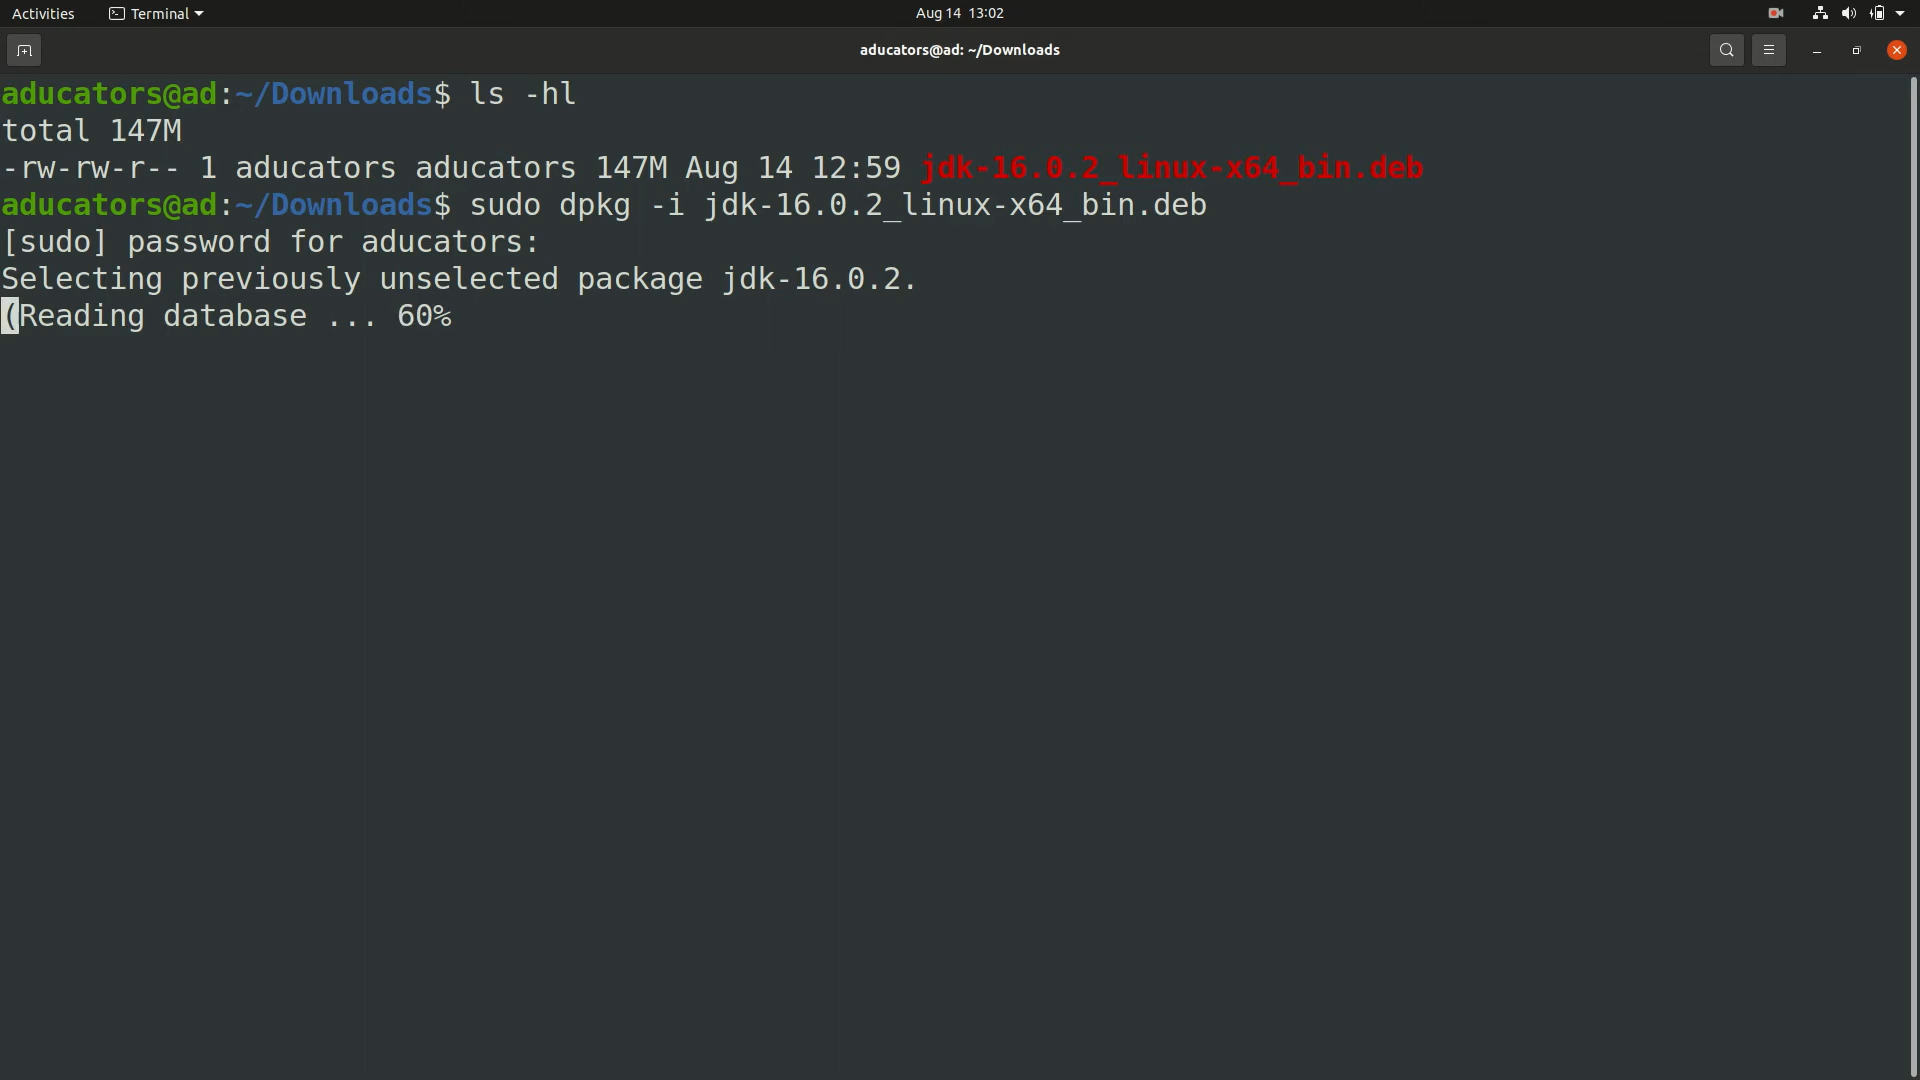 Activities Terminal Aug 14 13:02
aducators@ad: ~/Downloads
aducators@ad:~/Downloads$ ls -hl
total 147M
-rw-rw-r-- 1 aducators aducators 147M Aug 14 12:59 jdk-16.0.2_linux-x64_bin.deb
aducators@ad:~/Downloads$ sudo dpkg -i jdk-16.0.2_linux-x64_bin.deb
[sudo] password for aducators:
Selecting previously unselected package jdk-16.0.2.
(Reading database ... 60%